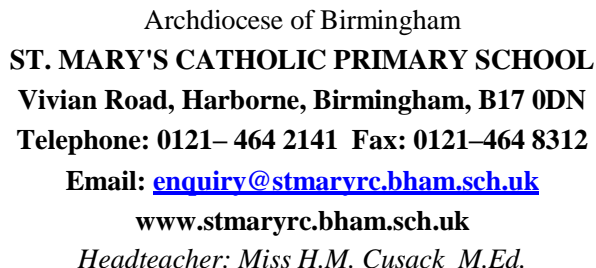 Archdiocese of Birmingham
ST. MARY'S CATHOLIC PRIMARY SCHOOL
Vivian Road, Harborne, Birmingham, B17 0DN
Telephone: 0121– 464 2141  Fax: 0121–464 8312
Email: enquiry@stmaryrc.bham.sch.uk
www.stmaryrc.bham.sch.uk
Headteacher: Miss H.M. Cusack  M.Ed.